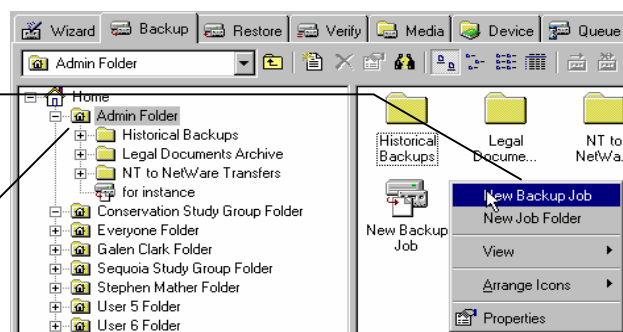 Wizard Backup Restore Verify Media Device Queue
Admin Folder
Home
Admin Folder
Historical Backups
Legal Documents Archive
NT to NetWare Transfers
for instance
Conservation Study Group Folder
Everyone Folder
Galen Clark Folder
Sequoia Study Group Folder
Stephen Mather Folder
User 5 Folder
User 6 Folder
Historical
Backups
Legal
Docume...
NT to
NetWa
New Backup
Job
New Backup Job
New Job Folder
View
Arrange Icons
Properties